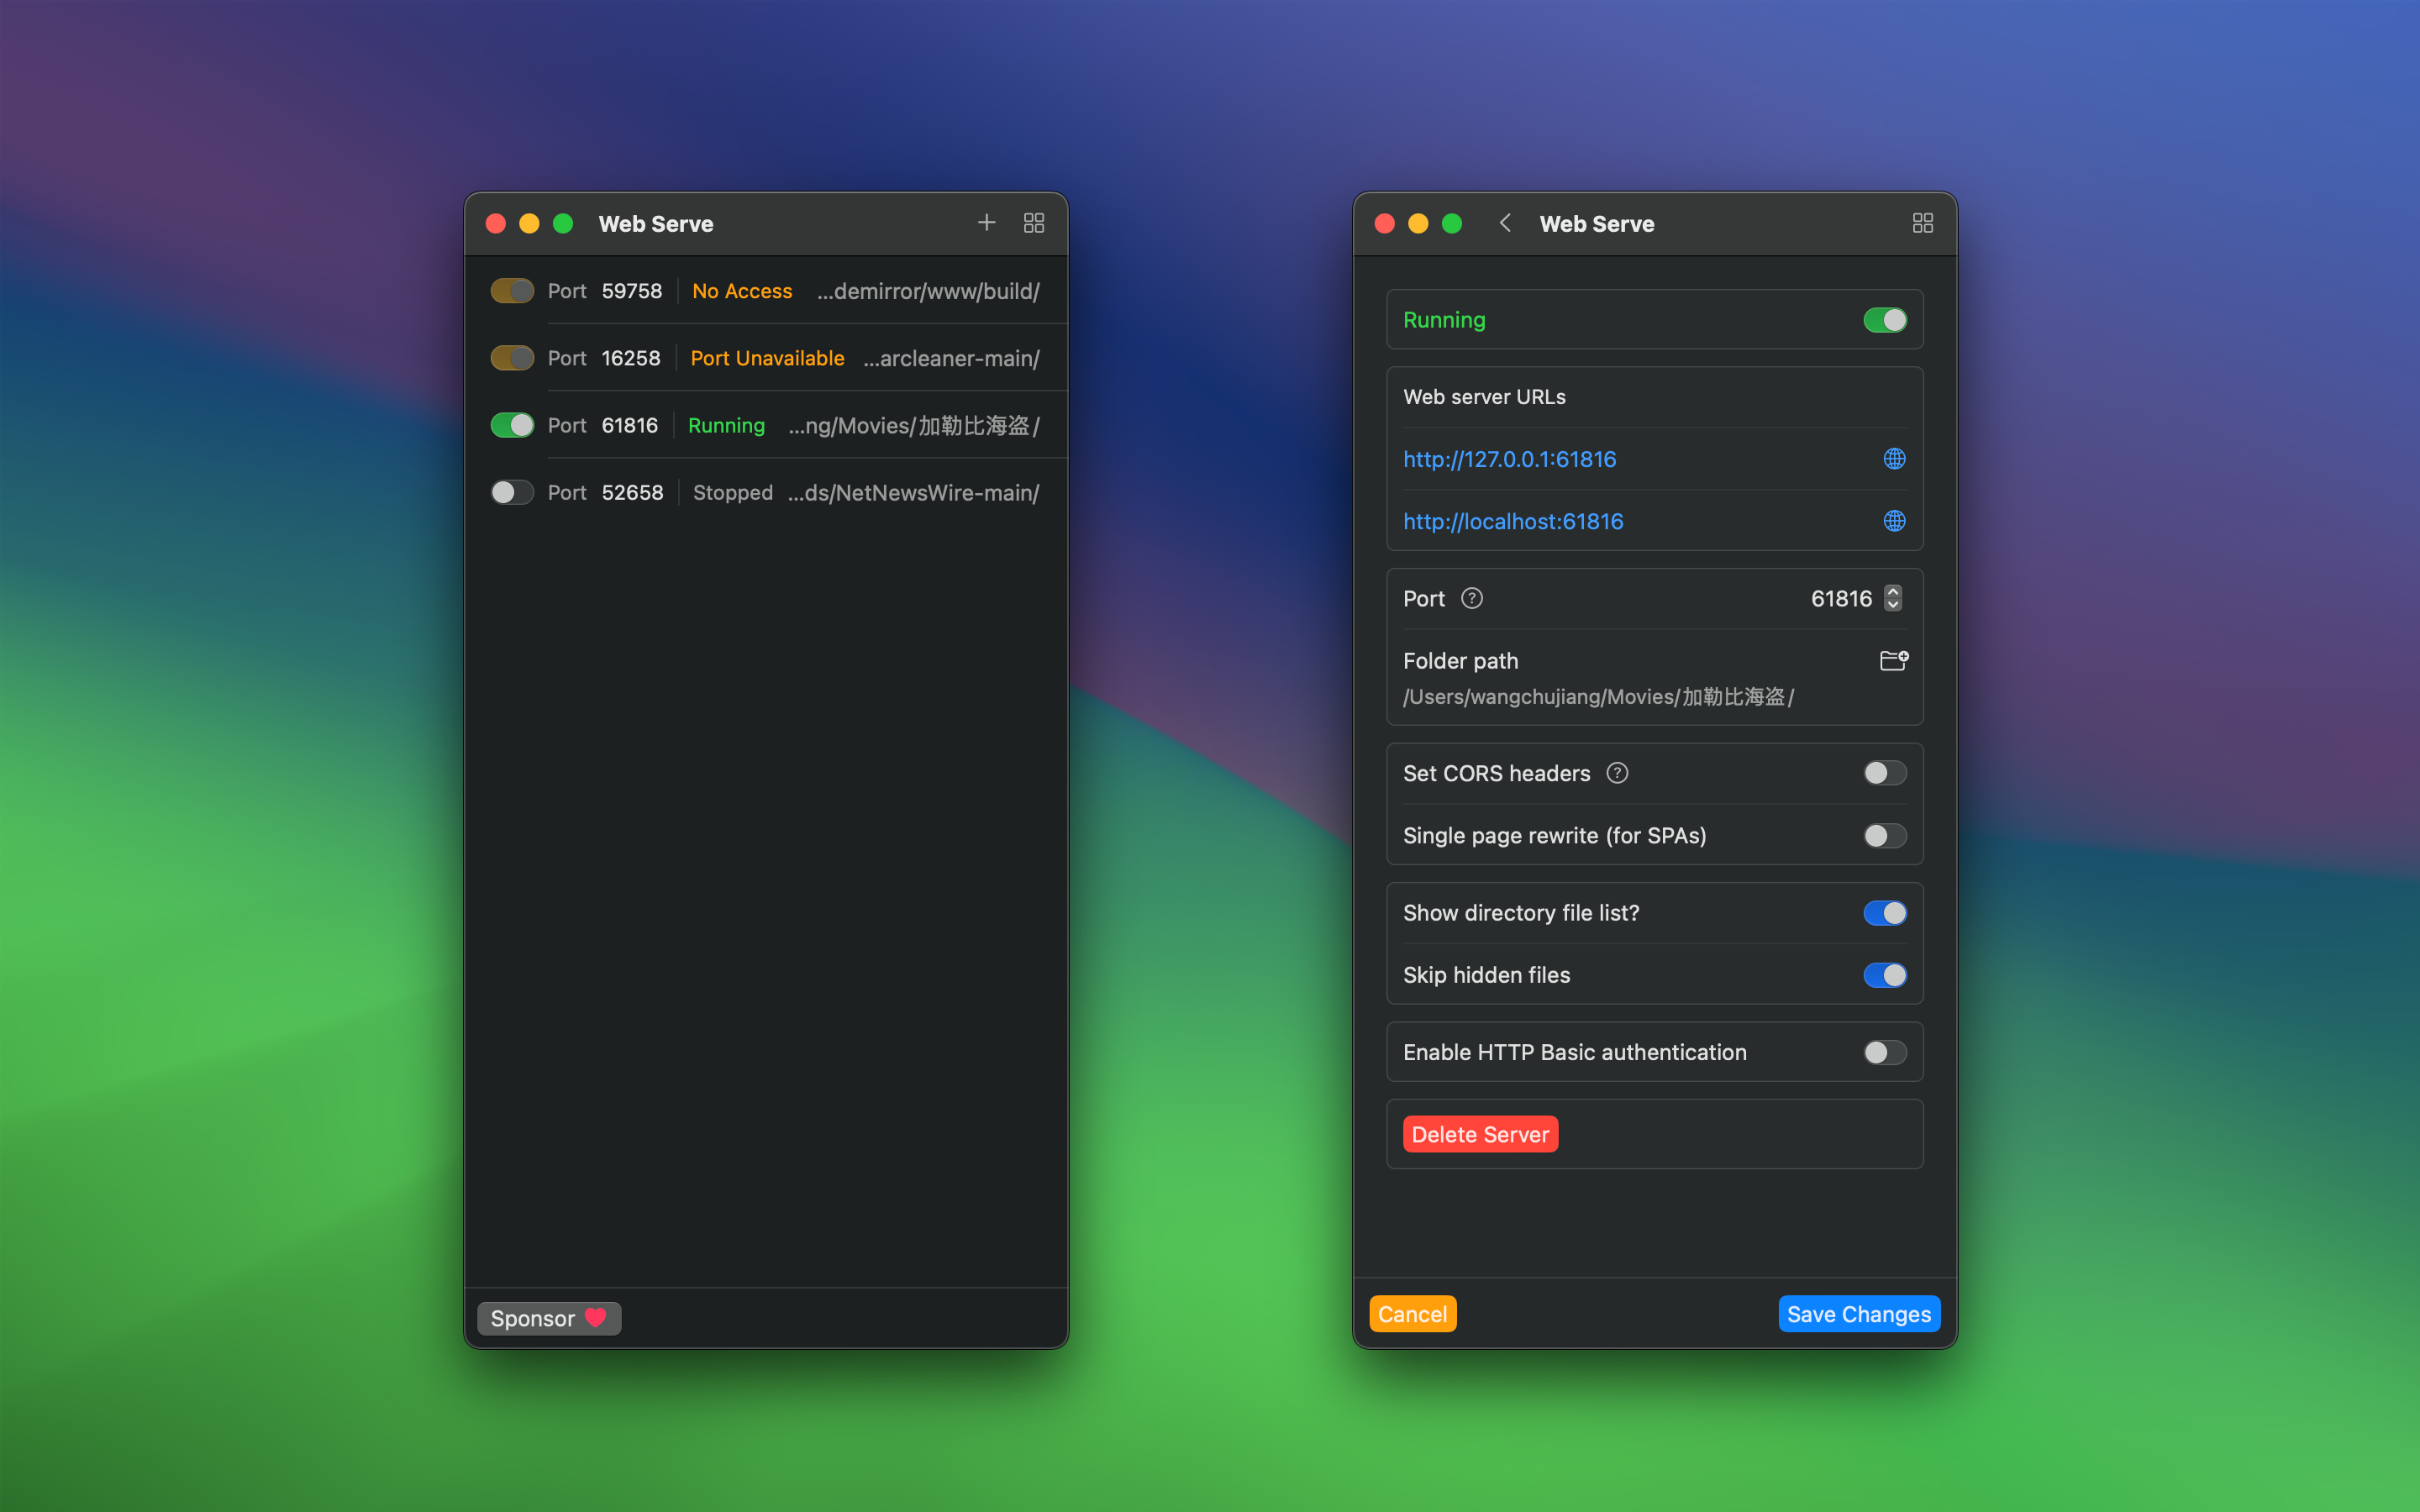 Web Serve
Port 59758 No Access ...demirror/www/build/
Port 16258 Port Unavailable ...arcleaner-main/
Port 61816 Running ...ng/Movies/加勒比海盗/
Port 52658 Stopped ...ds/NetNewsWire-main/
Sponsor
Web Serve
Running
Web server URLs
http://127.0.0.1:61816
http://localhost:61816
Port ? 61816
Folder path
/Users/wangchujiang/Movies/加勒比海盗/
Set CORS headers ?
Single page rewrite (for SPAs)
Show directory file list?
Skip hidden files
Enable HTTP Basic authentication
Delete Server
Cancel Save Changes